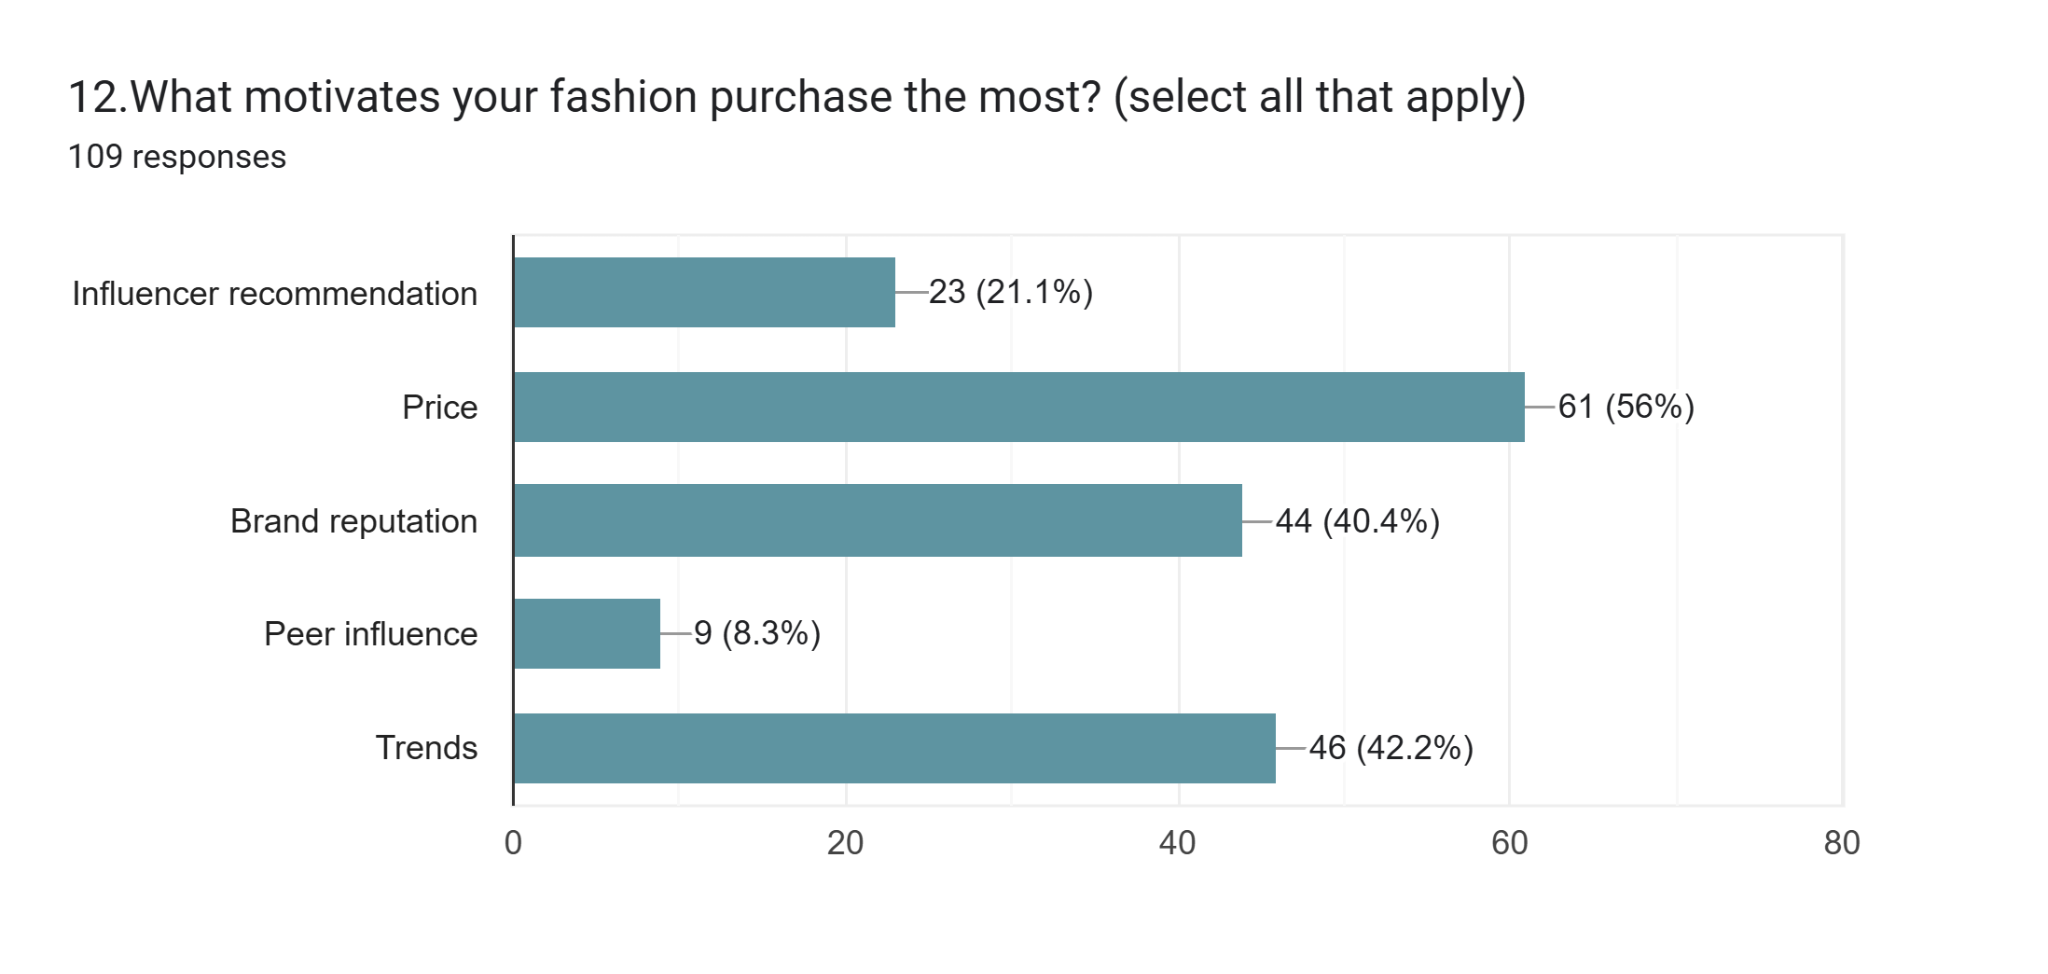 12.What motivates your fashion purchase the most? (select all that apply)
109 responses
Influencer recommendation
23 (21.1%)
Price
61 (56%)
Brand reputation
44 (40.4%)
Peer influence
9 (8.3%)
Trends
46 (42.2%)
0 20 40 60 80